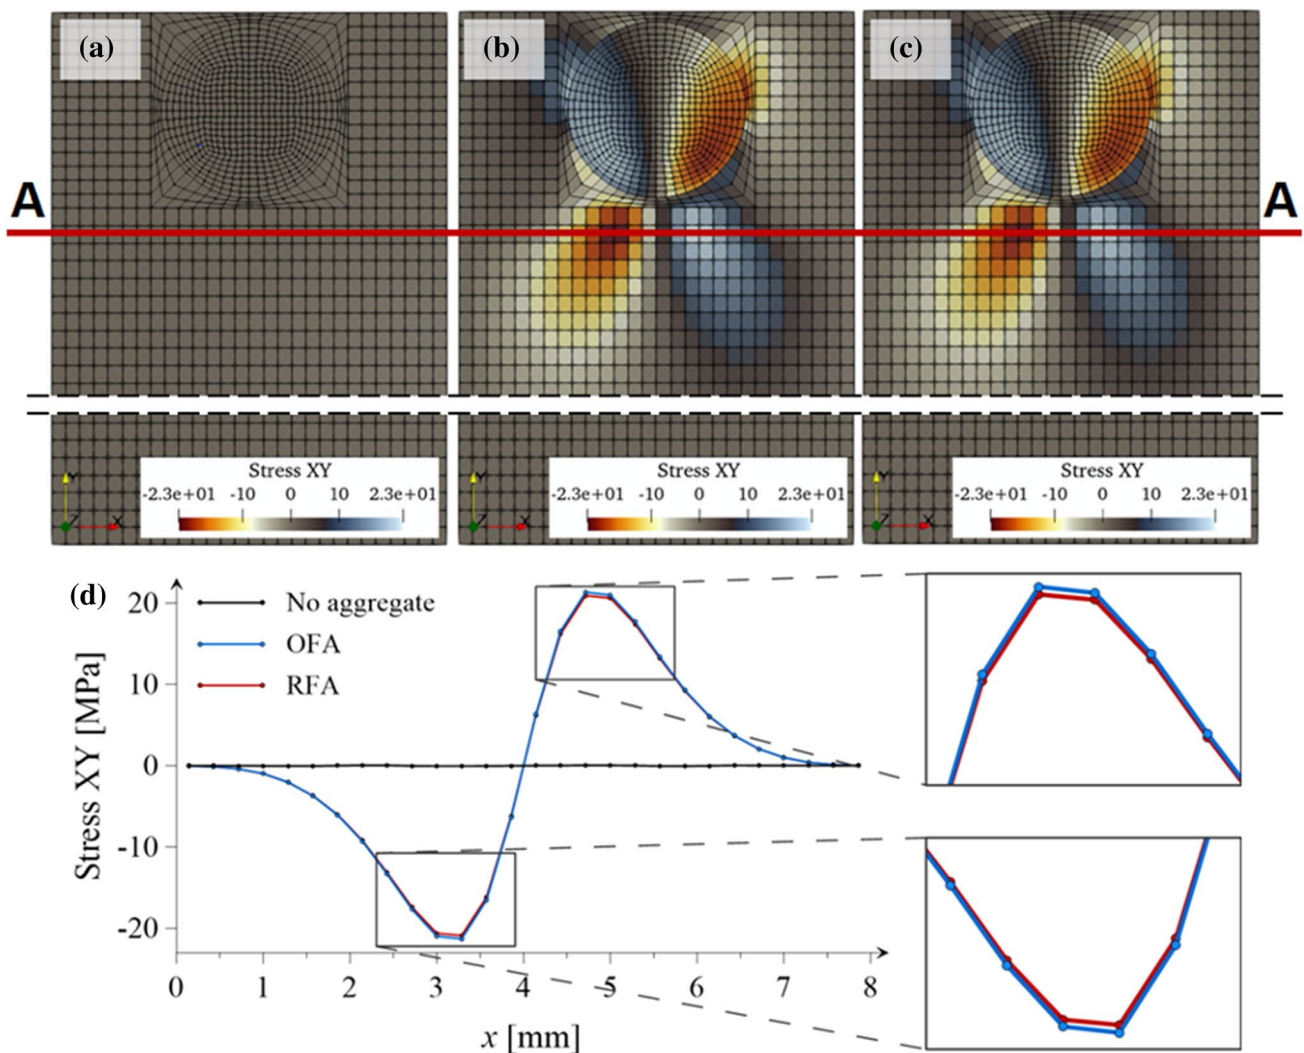 (a)
(b)
(c)
A
A
Y
Z
X
Stress XY
-2.3e+01 -10 0 10 2.3e+01
Y
Z
X
Stress XY
-2.3e+01 -10 0 10 2.3e+01
Y
Z
X
Stress XY
-2.3e+01 -10 0 10 2.3e+01
(d)
No aggregate
OFA
RFA
Stress XY [MPa]
20
10
0
-10
-20
0 1 2 3 4 5 6 7 8
x [mm]